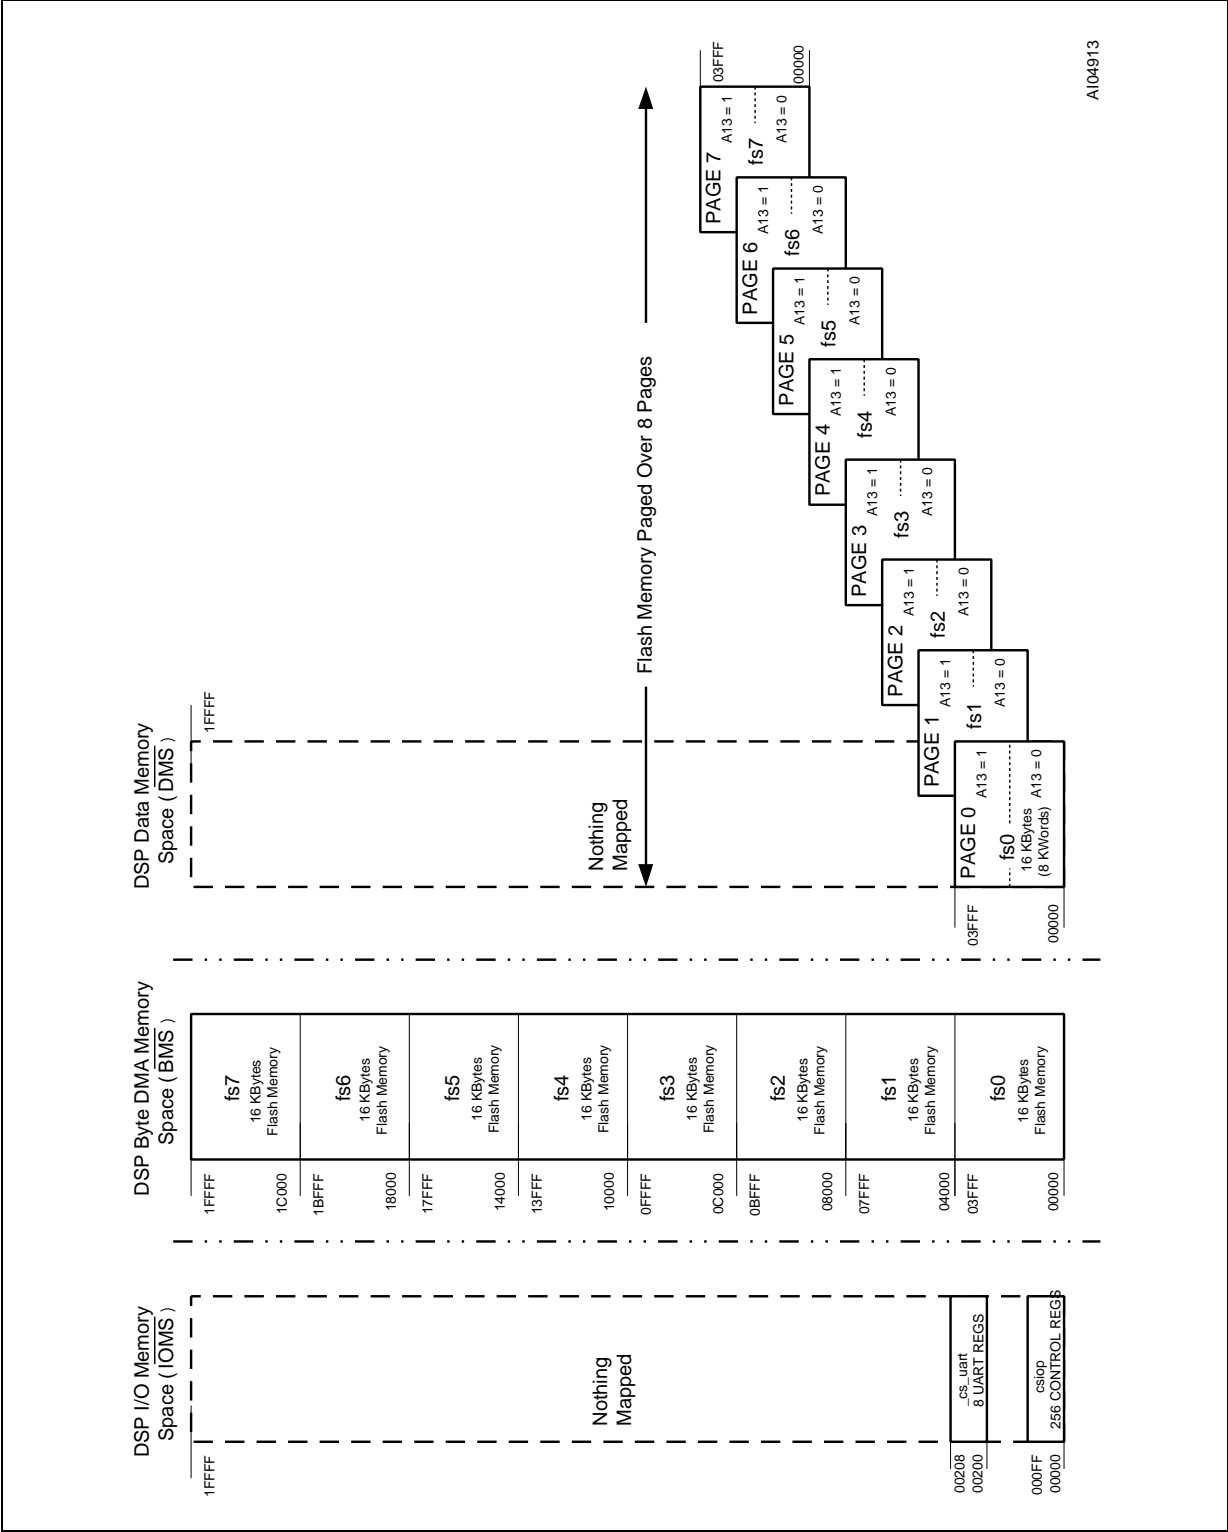 DSP I/O Memory
Space ( IOMS )
1FFFF
Nothing
Mapped
_cs_uart
8 UART REGS
00208
00200
csiop
256 CONTROL REGS
000FF
00000
DSP Byte DMA Memory
Space ( BMS )
1FFFF
fs7
16 KBytes
Flash Memory
1C000
1BFFF
fs6
16 KBytes
Flash Memory
18000
17FFF
fs5
16 KBytes
Flash Memory
14000
13FFF
fs4
16 KBytes
Flash Memory
10000
0FFFF
fs3
16 KBytes
Flash Memory
0C000
0BFFF
fs2
16 KBytes
Flash Memory
08000
07FFF
fs1
16 KBytes
Flash Memory
04000
03FFF
fs0
16 KBytes
Flash Memory
00000
DSP Data Memory
Space ( DMS )
1FFFF
Nothing
Mapped
Flash Memory Paged Over 8 Pages
03FFF
00000
PAGE 0
A13 = 1
fs0
A13 = 0
16 KBytes
(8 KWords)
PAGE 1
A13 = 1
fs1
A13 = 0
PAGE 2
A13 = 1
fs2
A13 = 0
PAGE 3
A13 = 1
fs3
A13 = 0
PAGE 4
A13 = 1
fs4
A13 = 0
PAGE 5
A13 = 1
fs5
A13 = 0
PAGE 6
A13 = 1
fs6
A13 = 0
PAGE 7
A13 = 1
fs7
A13 = 0
03FFF
00000
AI04913